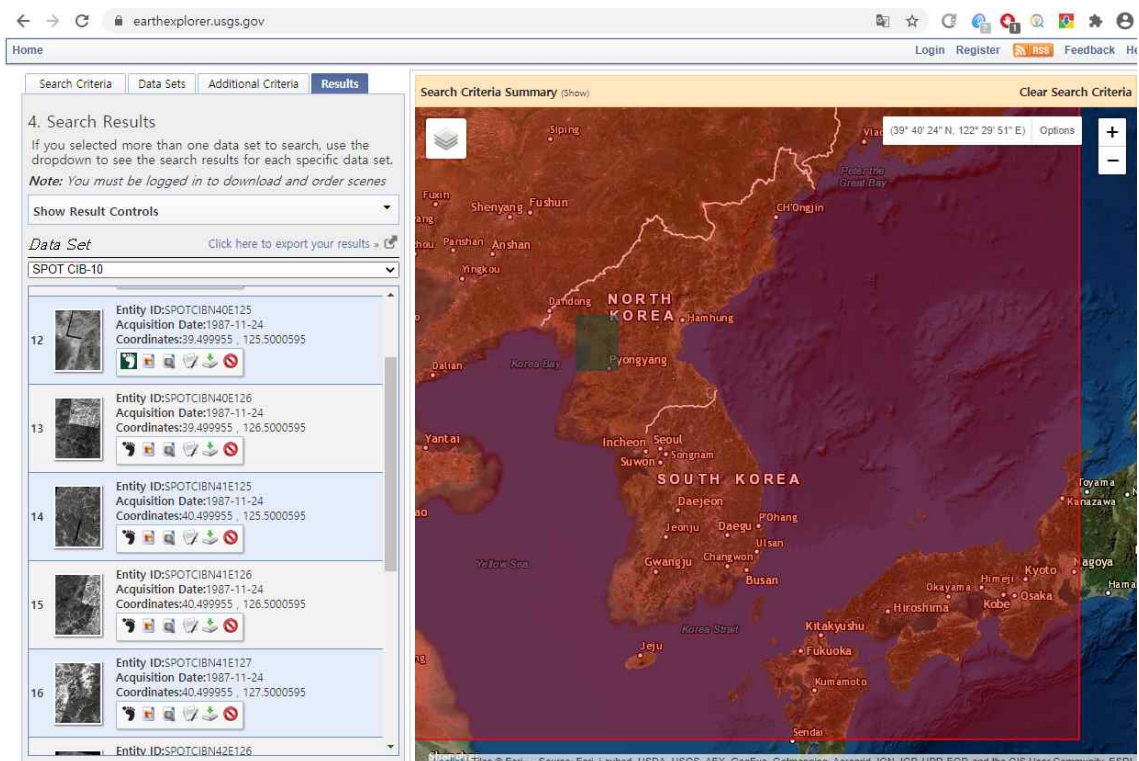 earthexplorer.usgs.gov
Home
Login Register RSS Feedback He
Search Criteria Data Sets Additional Criteria Results
4. Search Results
If you selected more than one data set to search, use the
dropdown to see the search results for each specific data set.
Note: You must be logged in to download and order scenes
Show Result Controls
Data Set
Click here to export your results »
SPOT CIB-10
12
Entity ID:SPOTCIBN40E125
Acquisition Date:1987-11-24
Coordinates:39.499955 , 125.5000595
13
Entity ID:SPOTCIBN40E126
Acquisition Date:1987-11-24
Coordinates:39.499955 , 126.5000595
14
Entity ID:SPOTCIBN41E125
Acquisition Date:1987-11-24
Coordinates:40.499955 , 125.5000595
15
Entity ID:SPOTCIBN41E126
Acquisition Date:1987-11-24
Coordinates:40.499955 , 126.5000595
16
Entity ID:SPOTCIBN41E127
Acquisition Date:1987-11-24
Coordinates:40.499955 , 127.5000595
Entity ID:SPOTCIBN42E126
Search Criteria Summary (Show)
Clear Search Criteria
(39° 40' 24" N, 122° 29' 51" E) Options
+
−
Siping
Vlad
Peter the
Great Bay
Fuxin
Shenyang
Fushun
CH'Ongjin
Panshan
Anshan
Yingkou
Dandong
NORTH
KOREA
Hamhung
Dalian
Korea Bay
Pyongyang
Yantai
Incheon
Seoul
Songnam
Suwon
SOUTH KOREA
Toyama
Kanazawa
Daejeon
P'Ohang
Jeonju
Daegu
Ulsan
Yellow Sea
Gwangju
Changwon
Busan
Nagoya
Kyoto
Himeji
Okayama
Kobe
Osaka
Hama
Hiroshima
Korea Strait
Kitakyushu
Jeju
Fukuoka
Kumamoto
Sendai